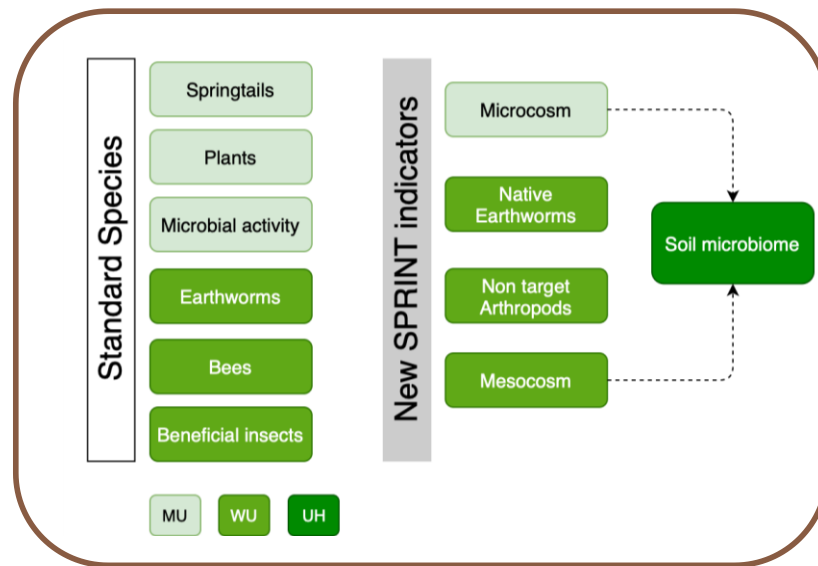 Standard Species
Springtails
Plants
Microbial activity
Earthworms
Bees
Beneficial insects
New SPRINT indicators
Microcosm
Native
Earthworms
Non target
Arthropods
Mesocosm
Soil microbiome
MU
WU
UH